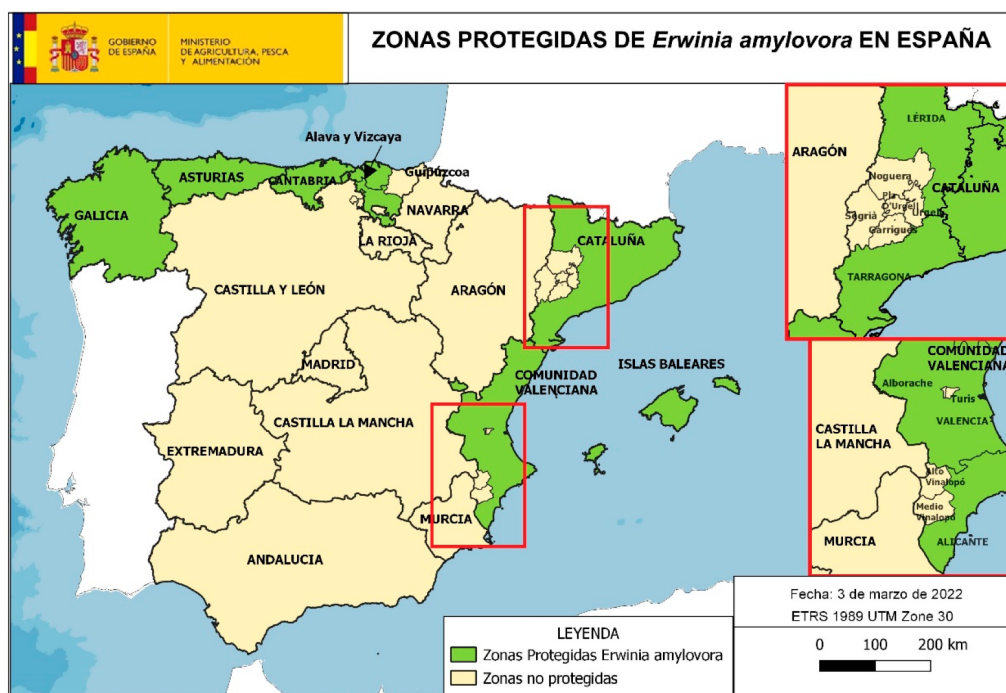 GOBIERNO
DE ESPAÑA
MINISTERIO
DE AGRICULTURA, PESCA
Y ALIMENTACIÓN
ZONAS PROTEGIDAS DE Erwinia amylovora EN ESPAÑA
Alava y Vizcaya
ASTURIAS
CANTABRIA
Guipúzcoa
GALICIA
NAVARRA
LA RIOJA
CATALUÑA
CASTILLA Y LEÓN
ARAGÓN
MADRID
COMUNIDAD
VALENCIANA
ISLAS BALEARES
CASTILLA LA MANCHA
EXTREMADURA
MURCIA
ANDALUCIA
LÉRIDA
ARAGÓN
Noguera
CATALUÑA
Pla
D'Urgell
Segrià
Urgell
Garrigues
TARRAGONA
COMUNIDAD
VALENCIANA
Alborache
Turis
VALENCIA
CASTILLA
LA MANCHA
Alto
Vinalopó
Medio
Vinalopó
MURCIA
ALICANTE
LEYENDA
Zonas Protegidas Erwinia amylovora
Zonas no protegidas
Fecha: 3 de marzo de 2022
ETRS 1989 UTM Zone 30
0 100 200 km